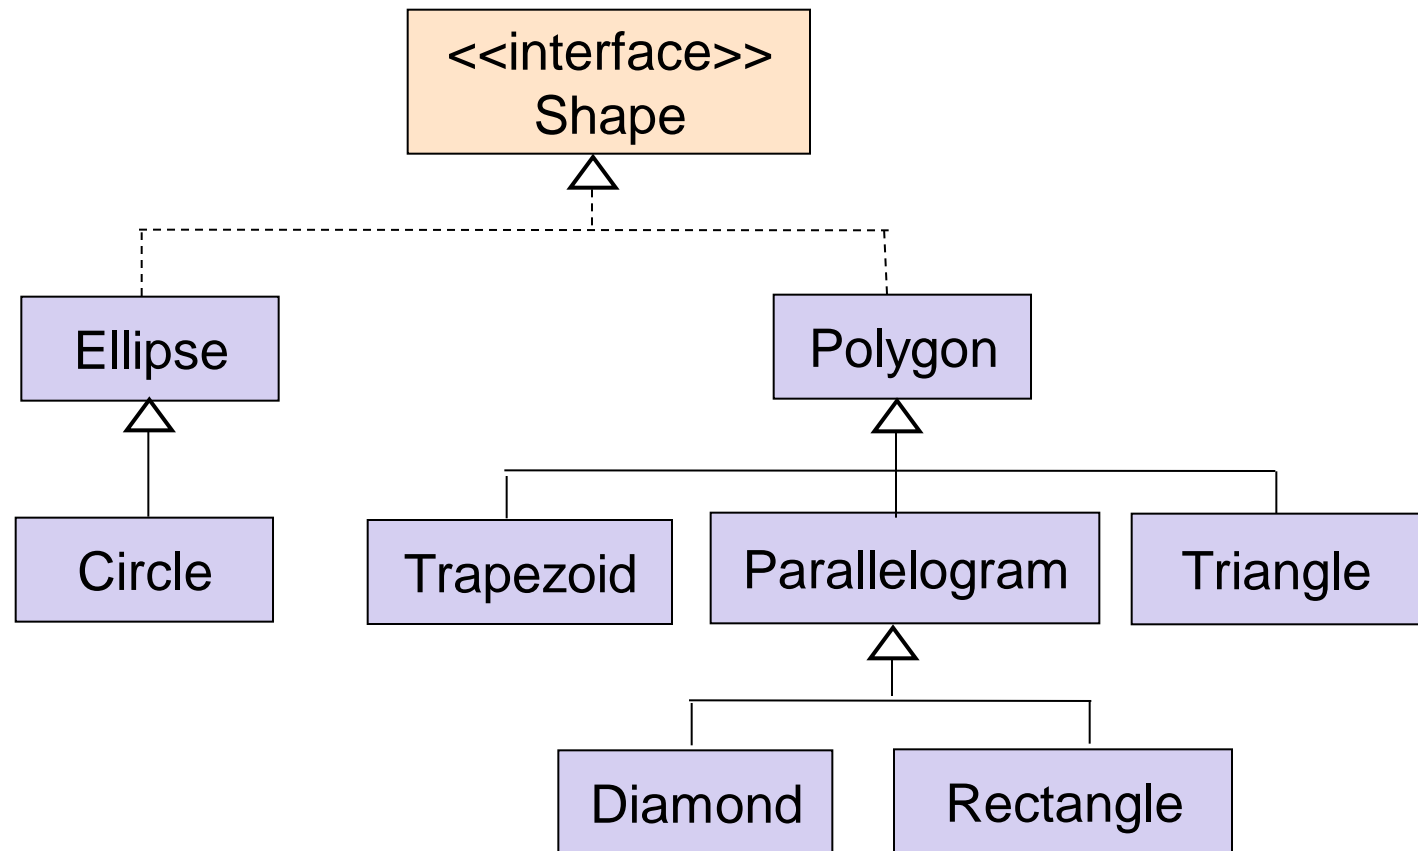 <<interface>>
Shape
Ellipse
Polygon
Circle
Trapezoid
Parallelogram
Triangle
Diamond
Rectangle